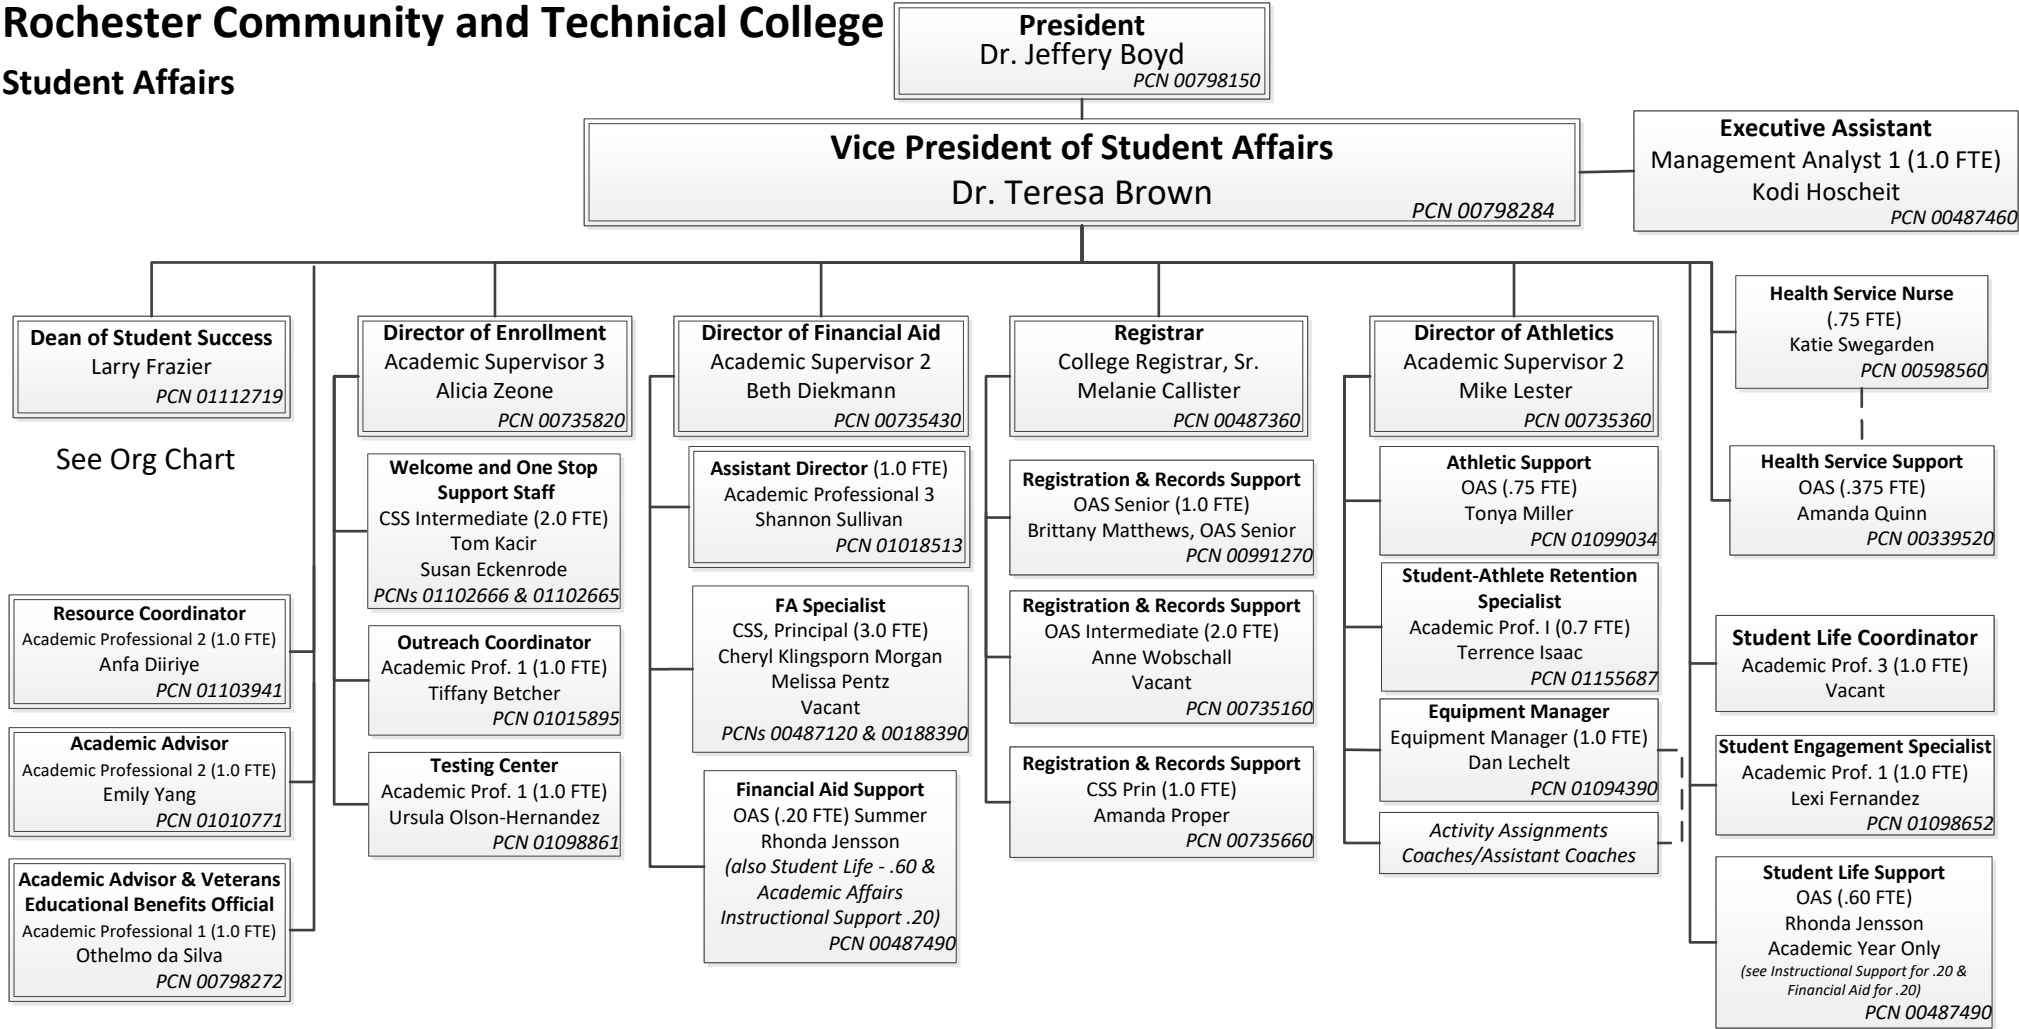 Rochester Community and Technical College
Student Affairs
President
Dr. Jeffery Boyd
PCN 00798150
Vice President of Student Affairs
Dr. Teresa Brown
PCN 00798284
Executive Assistant
Management Analyst 1 (1.0 FTE)
Kodi Hoscheit
PCN 00487460
Dean of Student Success
Larry Frazier
PCN 01112719
See Org Chart
Resource Coordinator
Academic Professional 2 (1.0 FTE)
Anfa Diiriye
PCN 01103941
Academic Advisor
Academic Professional 2 (1.0 FTE)
Emily Yang
PCN 01010771
Academic Advisor & Veterans
Educational Benefits Official
Academic Professional 1 (1.0 FTE)
Othelmo da Silva
PCN 00798272
Director of Enrollment
Academic Supervisor 3
Alicia Zeone
PCN 00735820
Welcome and One Stop
Support Staff
CSS Intermediate (2.0 FTE)
Tom Kacir
Susan Eckenrode
PCNs 01102666 & 01102665
Outreach Coordinator
Academic Prof. 1 (1.0 FTE)
Tiffany Betcher
PCN 01015895
Testing Center
Academic Prof. 1 (1.0 FTE)
Ursula Olson-Hernandez
PCN 01098861
Director of Financial Aid
Academic Supervisor 2
Beth Diekmann
PCN 00735430
Assistant Director (1.0 FTE)
Academic Professional 3
Shannon Sullivan
PCN 01018513
FA Specialist
CSS, Principal (3.0 FTE)
Cheryl Klingsporn Morgan
Melissa Pentz
Vacant
PCNs 00487120 & 00188390
Financial Aid Support
OAS (.20 FTE) Summer
Rhonda Jensson
(also Student Life - .60 &
Academic Affairs
Instructional Support .20)
PCN 00487490
Registrar
College Registrar, Sr.
Melanie Callister
PCN 00487360
Registration & Records Support
OAS Senior (1.0 FTE)
Brittany Matthews, OAS Senior
PCN 00991270
Registration & Records Support
OAS Intermediate (2.0 FTE)
Anne Wobschall
Vacant
PCN 00735160
Registration & Records Support
CSS Prin (1.0 FTE)
Amanda Proper
PCN 00735660
Director of Athletics
Academic Supervisor 2
Mike Lester
PCN 00735360
Athletic Support
OAS (.75 FTE)
Tonya Miller
PCN 01099034
Student-Athlete Retention
Specialist
Academic Prof. I (0.7 FTE)
Terrence Isaac
PCN 01155687
Equipment Manager
Equipment Manager (1.0 FTE)
Dan Lechelt
PCN 01094390
Activity Assignments
Coaches/Assistant Coaches
Health Service Nurse
(.75 FTE)
Katie Swegarden
PCN 00598560
Health Service Support
OAS (.375 FTE)
Amanda Quinn
PCN 00339520
Student Life Coordinator
Academic Prof. 3 (1.0 FTE)
Vacant
Student Engagement Specialist
Academic Prof. 1 (1.0 FTE)
Lexi Fernandez
PCN 01098652
Student Life Support
OAS (.60 FTE)
Rhonda Jensson
Academic Year Only
(see Instructional Support for .20 &
Financial Aid for .20)
PCN 00487490